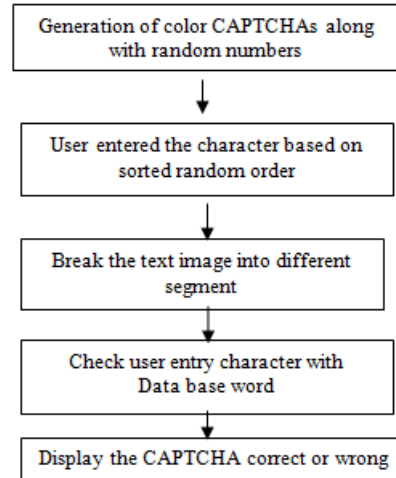 Generation of color CAPTCHAs along
with random numbers
User entered the character based on
sorted random order
Break the text image into different
segment
Check user entry character with
Data base word
Display the CAPTCHA correct or wrong